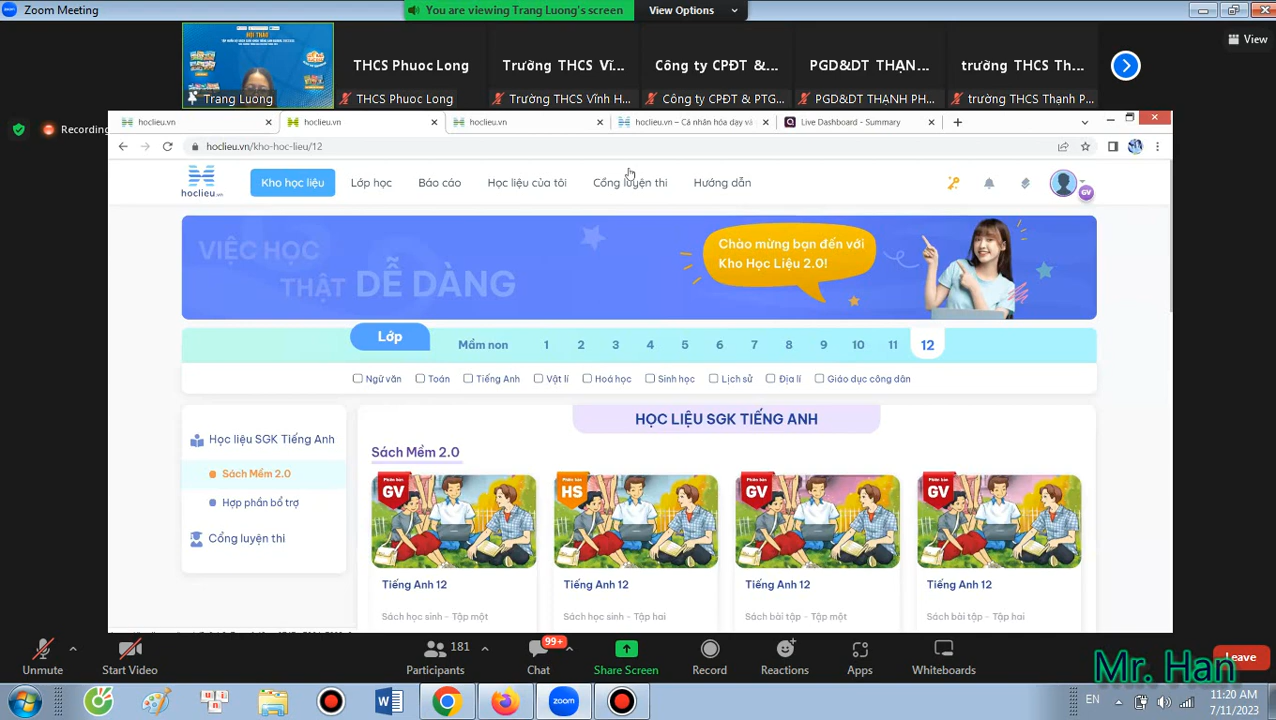 Zoom Meeting
You are viewing Trang Luong's screen
View Options
View
THCS Phuoc Long
Trường THCS Vĩ...
Công ty CPĐT &...
PGD&DT THẠN...
trường THCS Th...
Trang Luong
THCS Phuoc Long
Trường THCS Vĩnh H...
Công ty CPĐT & PTG...
PGD&DT THẠNH PH...
trường THCS Thạnh P...
Recording
hoclieu.vn
hoclieu.vn
hoclieu.vn
hoclieu.vn – Cá nhân hóa dạy và
Live Dashboard - Summary
hoclieu.vn/kho-hoc-lieu/12
hoclieu.vn
Kho học liệu
Lớp học
Báo cáo
Học liệu của tôi
Cổng luyện thi
Hướng dẫn
GV
VIỆC HỌC
THẬT DỄ DÀNG
Chào mừng bạn đến với
Kho Học Liệu 2.0!
Lớp
Mầm non 1 2 3 4 5 6 7 8 9 10 11 12
Ngữ văn Toán Tiếng Anh Vật lí Hoá học Sinh học Lịch sử Địa lí Giáo dục công dân
Học liệu SGK Tiếng Anh
Sách Mềm 2.0
Hợp phần bổ trợ
Cổng luyện thi
HỌC LIỆU SGK TIẾNG ANH
Sách Mềm 2.0
Phiên bản
GV
Phiên bản
HS
Phiên bản
GV
Phiên bản
GV
Tiếng Anh 12
Tiếng Anh 12
Tiếng Anh 12
Tiếng Anh 12
Sách học sinh - Tập một
Sách học sinh - Tập hai
Sách bài tập - Tập một
Sách bài tập - Tập hai
Unmute
Start Video
181
Participants
99+
Chat
Share Screen
Record
Reactions
Apps
Whiteboards
Leave
Mr. Han
EN
11:20 AM
7/11/2023